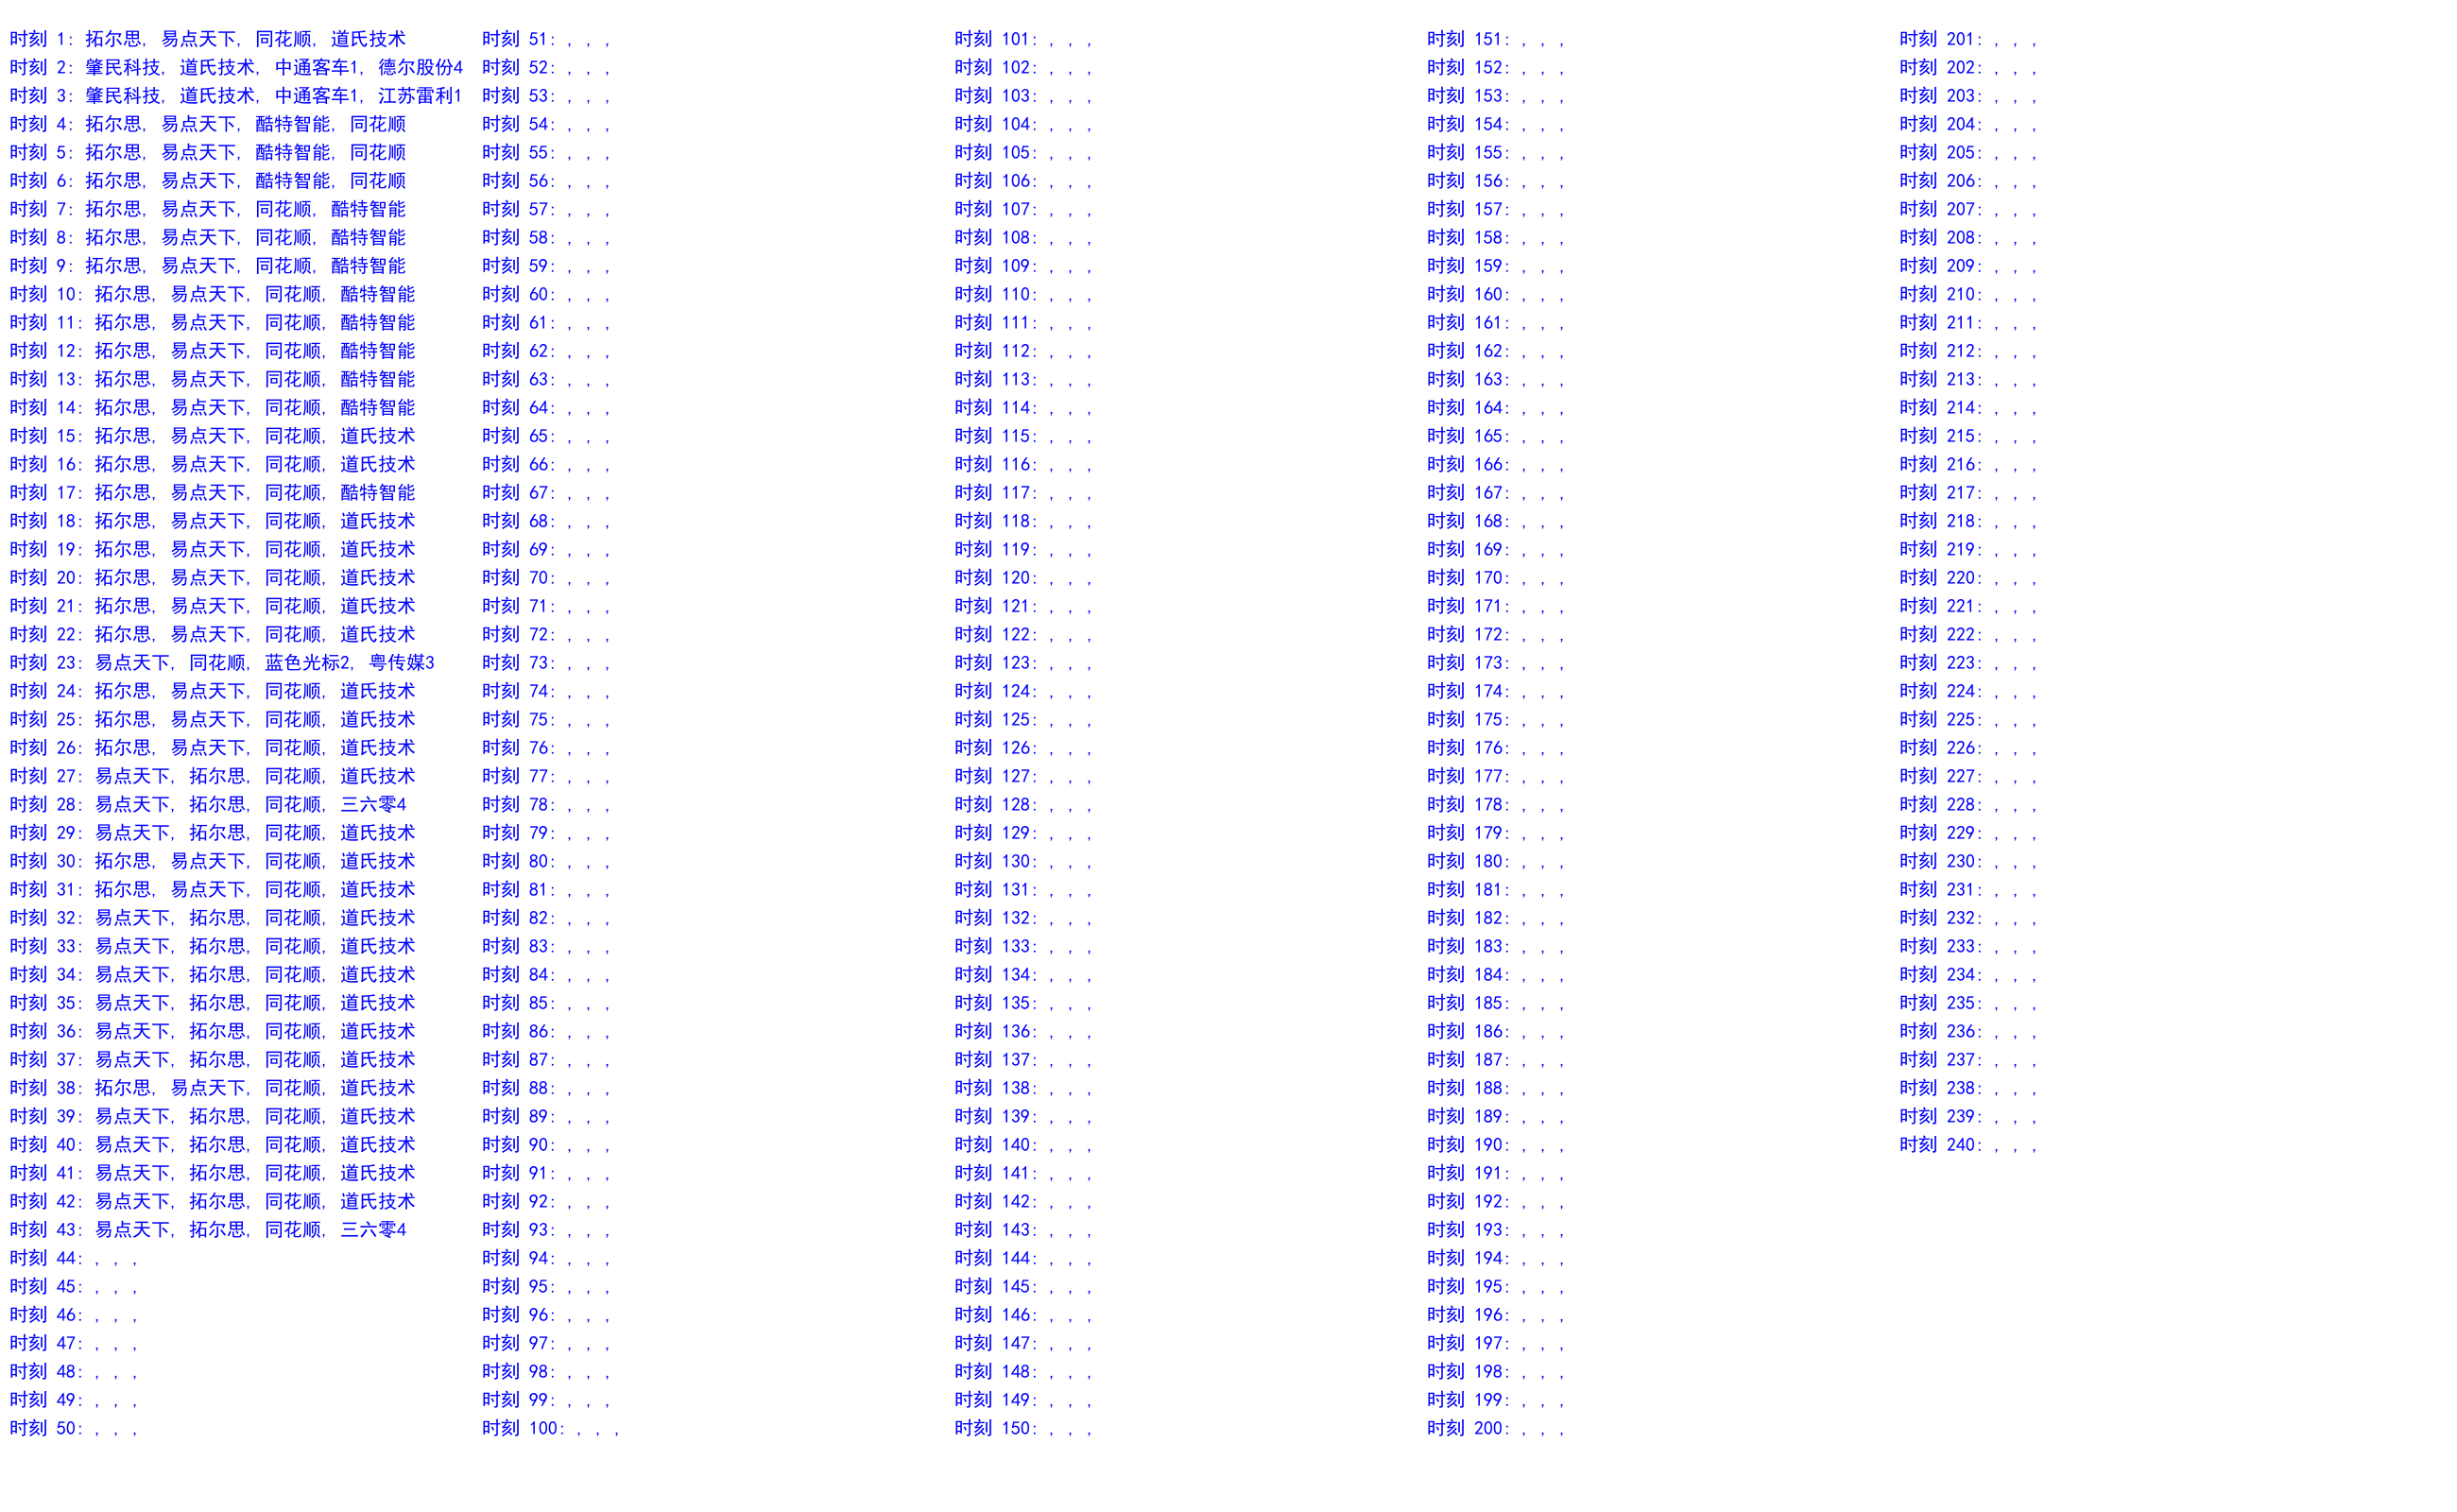 时刻 1: 拓尔思, 易点天下, 同花顺, 道氏技术
时刻 2: 肇民科技, 道氏技术, 中通客车1, 德尔股份4
时刻 3: 肇民科技, 道氏技术, 中通客车1, 江苏雷利1
时刻 4: 拓尔思, 易点天下, 酷特智能, 同花顺
时刻 5: 拓尔思, 易点天下, 酷特智能, 同花顺
时刻 6: 拓尔思, 易点天下, 酷特智能, 同花顺
时刻 7: 拓尔思, 易点天下, 同花顺, 酷特智能
时刻 8: 拓尔思, 易点天下, 同花顺, 酷特智能
时刻 9: 拓尔思, 易点天下, 同花顺, 酷特智能
时刻 10: 拓尔思, 易点天下, 同花顺, 酷特智能
时刻 11: 拓尔思, 易点天下, 同花顺, 酷特智能
时刻 12: 拓尔思, 易点天下, 同花顺, 酷特智能
时刻 13: 拓尔思, 易点天下, 同花顺, 酷特智能
时刻 14: 拓尔思, 易点天下, 同花顺, 酷特智能
时刻 15: 拓尔思, 易点天下, 同花顺, 道氏技术
时刻 16: 拓尔思, 易点天下, 同花顺, 道氏技术
时刻 17: 拓尔思, 易点天下, 同花顺, 酷特智能
时刻 18: 拓尔思, 易点天下, 同花顺, 道氏技术
时刻 19: 拓尔思, 易点天下, 同花顺, 道氏技术
时刻 20: 拓尔思, 易点天下, 同花顺, 道氏技术
时刻 21: 拓尔思, 易点天下, 同花顺, 道氏技术
时刻 22: 拓尔思, 易点天下, 同花顺, 道氏技术
时刻 23: 易点天下, 同花顺, 蓝色光标2, 粤传媒3
时刻 24: 拓尔思, 易点天下, 同花顺, 道氏技术
时刻 25: 拓尔思, 易点天下, 同花顺, 道氏技术
时刻 26: 拓尔思, 易点天下, 同花顺, 道氏技术
时刻 27: 易点天下, 拓尔思, 同花顺, 道氏技术
时刻 28: 易点天下, 拓尔思, 同花顺, 三六零4
时刻 29: 易点天下, 拓尔思, 同花顺, 道氏技术
时刻 30: 拓尔思, 易点天下, 同花顺, 道氏技术
时刻 31: 拓尔思, 易点天下, 同花顺, 道氏技术
时刻 32: 易点天下, 拓尔思, 同花顺, 道氏技术
时刻 33: 易点天下, 拓尔思, 同花顺, 道氏技术
时刻 34: 易点天下, 拓尔思, 同花顺, 道氏技术
时刻 35: 易点天下, 拓尔思, 同花顺, 道氏技术
时刻 36: 易点天下, 拓尔思, 同花顺, 道氏技术
时刻 37: 易点天下, 拓尔思, 同花顺, 道氏技术
时刻 38: 拓尔思, 易点天下, 同花顺, 道氏技术
时刻 39: 易点天下, 拓尔思, 同花顺, 道氏技术
时刻 40: 易点天下, 拓尔思, 同花顺, 道氏技术
时刻 41: 易点天下, 拓尔思, 同花顺, 道氏技术
时刻 42: 易点天下, 拓尔思, 同花顺, 道氏技术
时刻 43: 易点天下, 拓尔思, 同花顺, 三六零4
时刻 44: , , ,
时刻 45: , , ,
时刻 46: , , ,
时刻 47: , , ,
时刻 48: , , ,
时刻 49: , , ,
时刻 50: , , ,
时刻 51: , , ,
时刻 52: , , ,
时刻 53: , , ,
时刻 54: , , ,
时刻 55: , , ,
时刻 56: , , ,
时刻 57: , , ,
时刻 58: , , ,
时刻 59: , , ,
时刻 60: , , ,
时刻 61: , , ,
时刻 62: , , ,
时刻 63: , , ,
时刻 64: , , ,
时刻 65: , , ,
时刻 66: , , ,
时刻 67: , , ,
时刻 68: , , ,
时刻 69: , , ,
时刻 70: , , ,
时刻 71: , , ,
时刻 72: , , ,
时刻 73: , , ,
时刻 74: , , ,
时刻 75: , , ,
时刻 76: , , ,
时刻 77: , , ,
时刻 78: , , ,
时刻 79: , , ,
时刻 80: , , ,
时刻 81: , , ,
时刻 82: , , ,
时刻 83: , , ,
时刻 84: , , ,
时刻 85: , , ,
时刻 86: , , ,
时刻 87: , , ,
时刻 88: , , ,
时刻 89: , , ,
时刻 90: , , ,
时刻 91: , , ,
时刻 92: , , ,
时刻 93: , , ,
时刻 94: , , ,
时刻 95: , , ,
时刻 96: , , ,
时刻 97: , , ,
时刻 98: , , ,
时刻 99: , , ,
时刻 100: , , ,
时刻 101: , , ,
时刻 102: , , ,
时刻 103: , , ,
时刻 104: , , ,
时刻 105: , , ,
时刻 106: , , ,
时刻 107: , , ,
时刻 108: , , ,
时刻 109: , , ,
时刻 110: , , ,
时刻 111: , , ,
时刻 112: , , ,
时刻 113: , , ,
时刻 114: , , ,
时刻 115: , , ,
时刻 116: , , ,
时刻 117: , , ,
时刻 118: , , ,
时刻 119: , , ,
时刻 120: , , ,
时刻 121: , , ,
时刻 122: , , ,
时刻 123: , , ,
时刻 124: , , ,
时刻 125: , , ,
时刻 126: , , ,
时刻 127: , , ,
时刻 128: , , ,
时刻 129: , , ,
时刻 130: , , ,
时刻 131: , , ,
时刻 132: , , ,
时刻 133: , , ,
时刻 134: , , ,
时刻 135: , , ,
时刻 136: , , ,
时刻 137: , , ,
时刻 138: , , ,
时刻 139: , , ,
时刻 140: , , ,
时刻 141: , , ,
时刻 142: , , ,
时刻 143: , , ,
时刻 144: , , ,
时刻 145: , , ,
时刻 146: , , ,
时刻 147: , , ,
时刻 148: , , ,
时刻 149: , , ,
时刻 150: , , ,
时刻 151: , , ,
时刻 152: , , ,
时刻 153: , , ,
时刻 154: , , ,
时刻 155: , , ,
时刻 156: , , ,
时刻 157: , , ,
时刻 158: , , ,
时刻 159: , , ,
时刻 160: , , ,
时刻 161: , , ,
时刻 162: , , ,
时刻 163: , , ,
时刻 164: , , ,
时刻 165: , , ,
时刻 166: , , ,
时刻 167: , , ,
时刻 168: , , ,
时刻 169: , , ,
时刻 170: , , ,
时刻 171: , , ,
时刻 172: , , ,
时刻 173: , , ,
时刻 174: , , ,
时刻 175: , , ,
时刻 176: , , ,
时刻 177: , , ,
时刻 178: , , ,
时刻 179: , , ,
时刻 180: , , ,
时刻 181: , , ,
时刻 182: , , ,
时刻 183: , , ,
时刻 184: , , ,
时刻 185: , , ,
时刻 186: , , ,
时刻 187: , , ,
时刻 188: , , ,
时刻 189: , , ,
时刻 190: , , ,
时刻 191: , , ,
时刻 192: , , ,
时刻 193: , , ,
时刻 194: , , ,
时刻 195: , , ,
时刻 196: , , ,
时刻 197: , , ,
时刻 198: , , ,
时刻 199: , , ,
时刻 200: , , ,
时刻 201: , , ,
时刻 202: , , ,
时刻 203: , , ,
时刻 204: , , ,
时刻 205: , , ,
时刻 206: , , ,
时刻 207: , , ,
时刻 208: , , ,
时刻 209: , , ,
时刻 210: , , ,
时刻 211: , , ,
时刻 212: , , ,
时刻 213: , , ,
时刻 214: , , ,
时刻 215: , , ,
时刻 216: , , ,
时刻 217: , , ,
时刻 218: , , ,
时刻 219: , , ,
时刻 220: , , ,
时刻 221: , , ,
时刻 222: , , ,
时刻 223: , , ,
时刻 224: , , ,
时刻 225: , , ,
时刻 226: , , ,
时刻 227: , , ,
时刻 228: , , ,
时刻 229: , , ,
时刻 230: , , ,
时刻 231: , , ,
时刻 232: , , ,
时刻 233: , , ,
时刻 234: , , ,
时刻 235: , , ,
时刻 236: , , ,
时刻 237: , , ,
时刻 238: , , ,
时刻 239: , , ,
时刻 240: , , ,